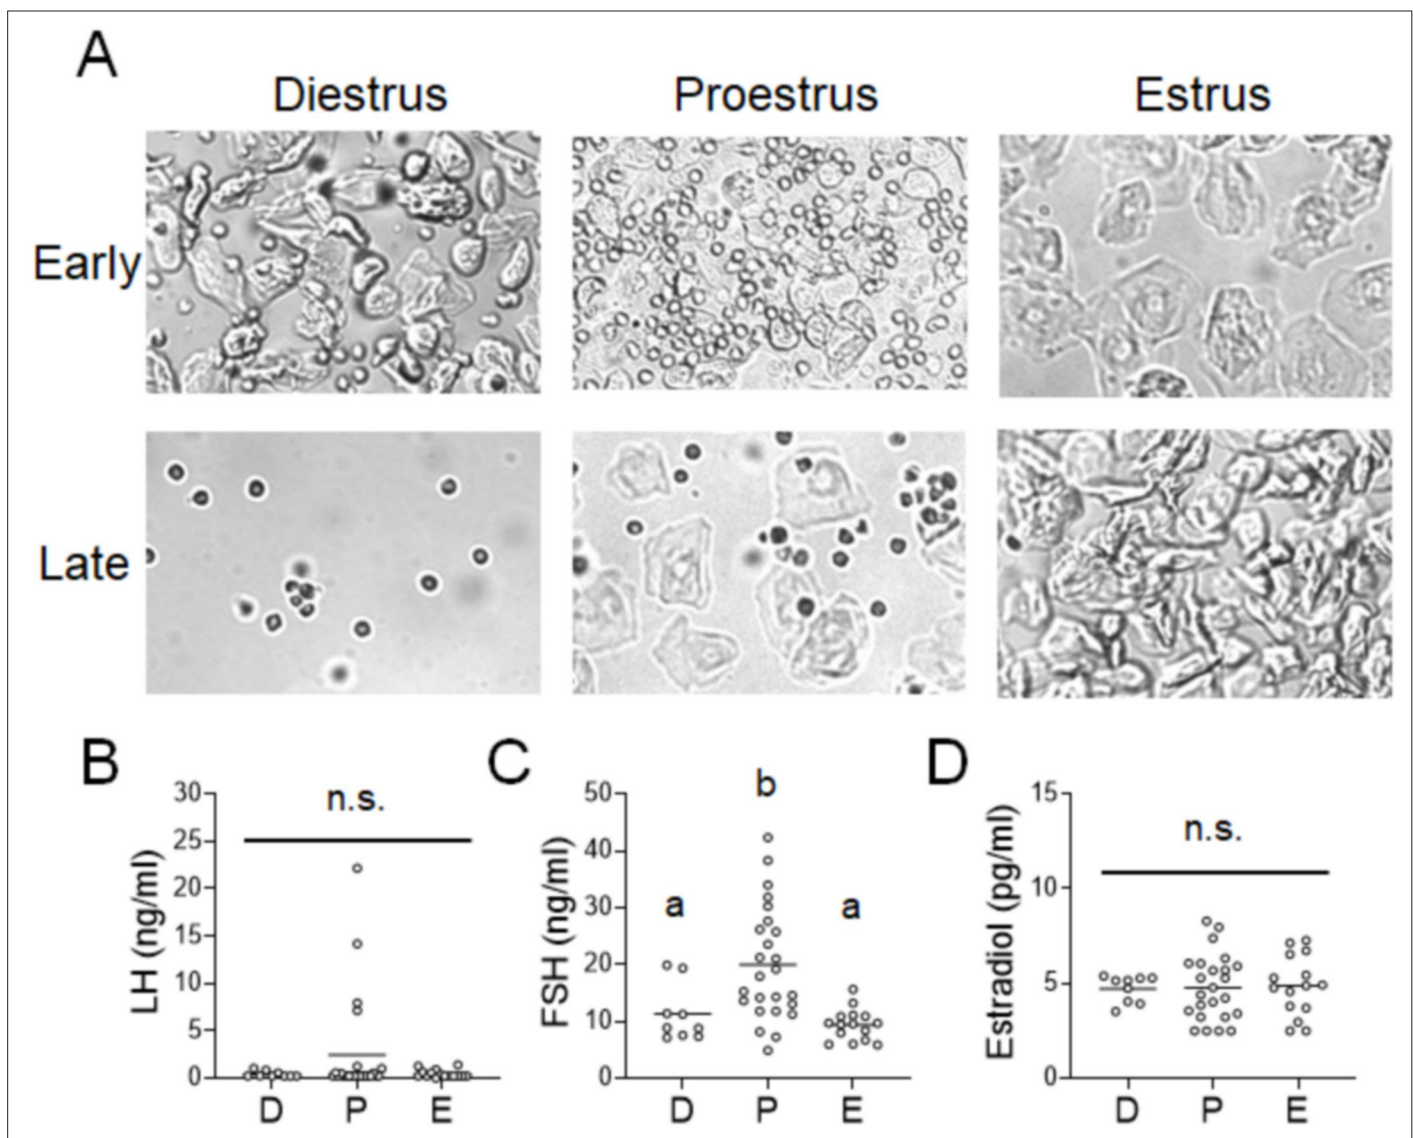 A
Diestrus Proestrus Estrus
Early
Late
B
C
D
LH (ng/ml)
30
25
20
15
10
5
0
n.s.
D P E
FSH (ng/ml)
50
40
30
20
10
0
a
b
a
D P E
Estradiol (pg/ml)
15
10
5
0
n.s.
D P E